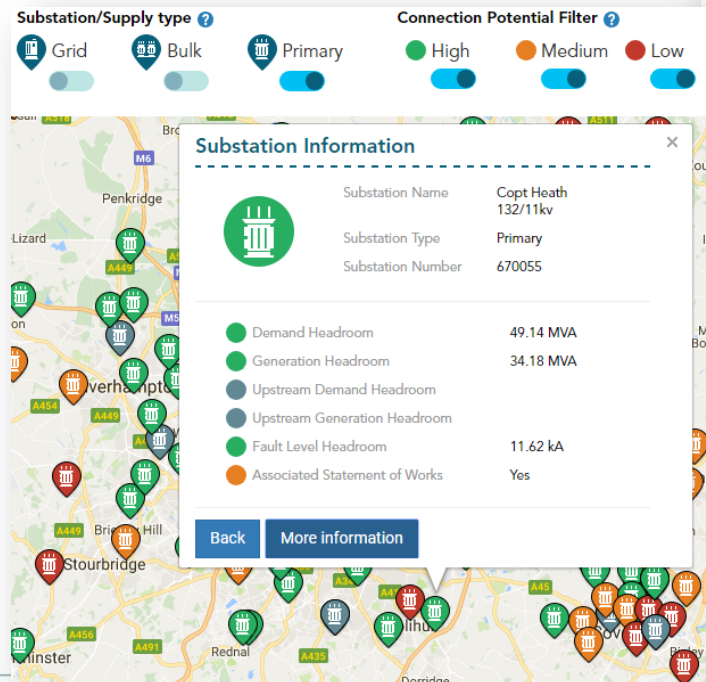 Substation/Supply type ?
Connection Potential Filter ?
Grid
Bulk
Primary
High
Medium
Low
A511
M6
Penkridge
Lizard
A449
M5
A454
A449
A449
Stourbridge
A456
A491
Rednal
A435
A45
Dorridge
Substation Information
×
Substation Name Copt Heath
132/11kv
Substation Type Primary
Substation Number 670055
Demand Headroom 49.14 MVA
Generation Headroom 34.18 MVA
Upstream Demand Headroom
Upstream Generation Headroom
Fault Level Headroom 11.62 kA
Associated Statement of Works Yes
Back More information